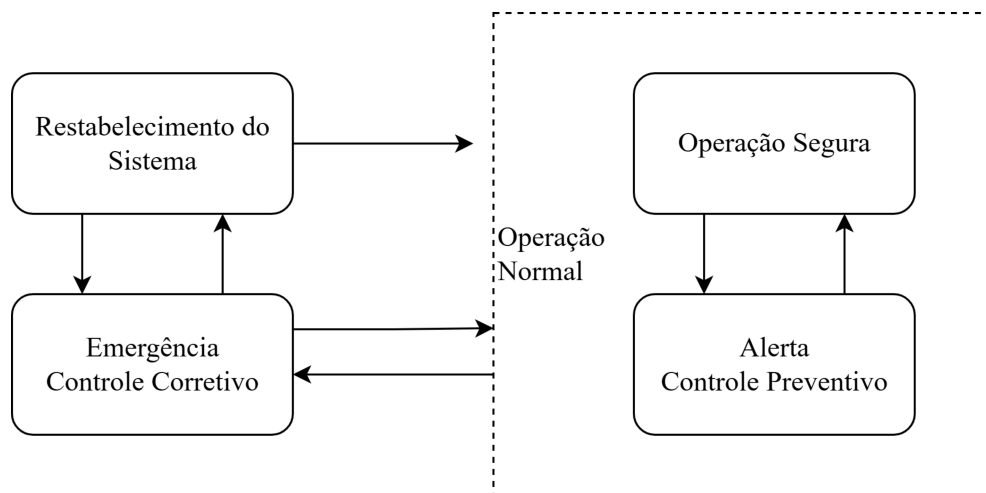 Restabelecimento do
Sistema
Operação Segura
Operação
Normal
Emergência
Controle Corretivo
Alerta
Controle Preventivo